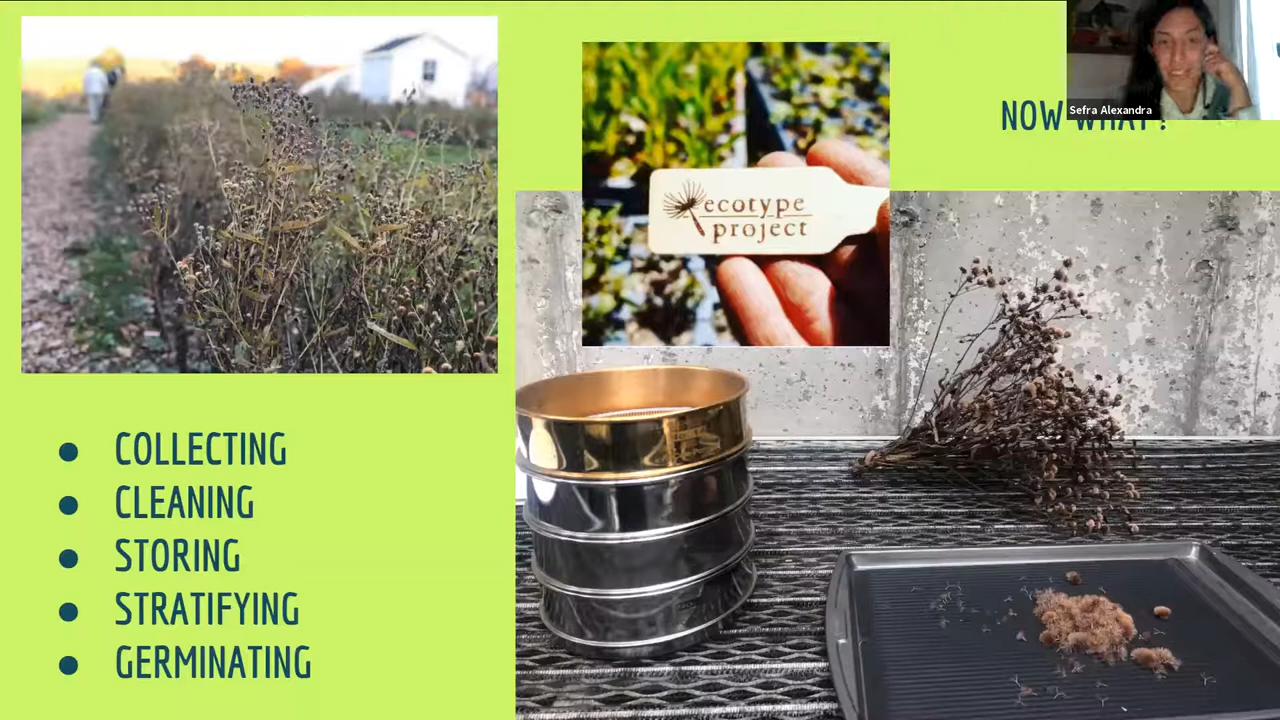 Sefra Alexandra
NOW WHAT?
ecotype
project
COLLECTING
CLEANING
STORING
STRATIFYING
GERMINATING